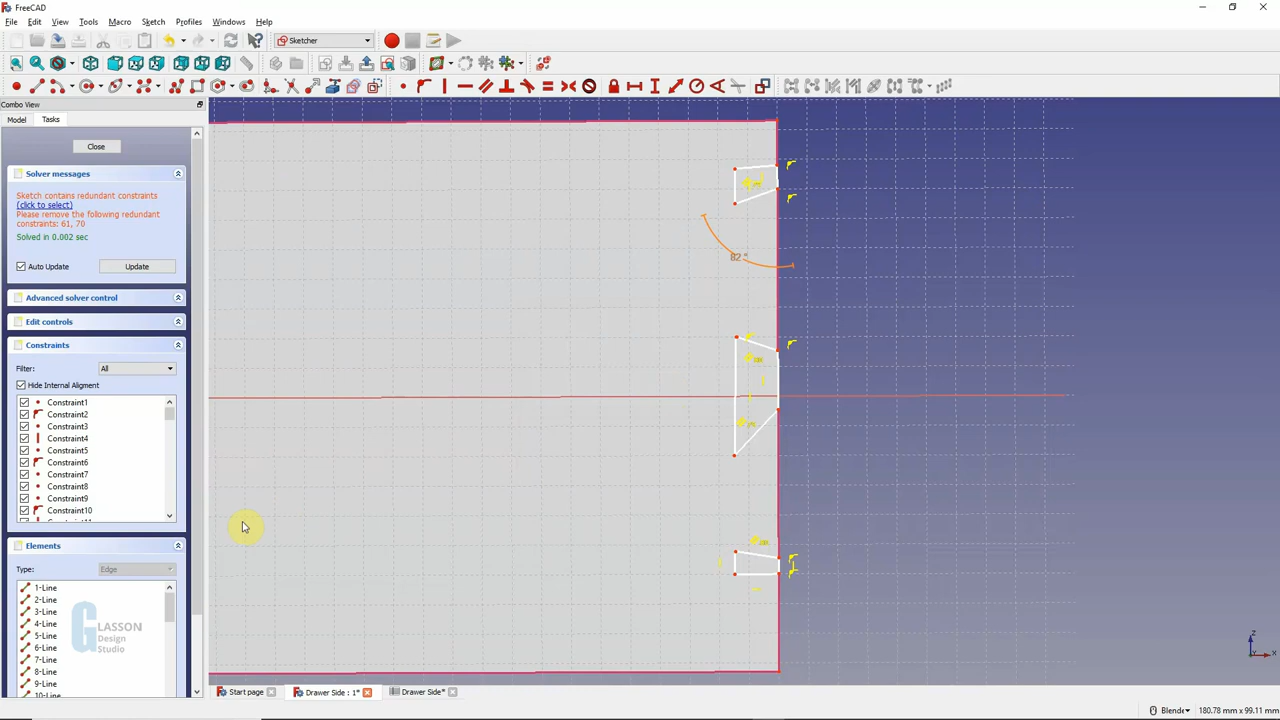 FreeCAD
File Edit View Tools Macro Sketch Profiles Windows Help
Sketcher
Combo View
Model Tasks
Close
Solver messages
Sketch contains redundant constraints
(click to select)
Please remove the following redundant
constraints: 61, 70
Solved in 0.002 sec
Auto Update Update
Advanced solver control
Edit controls
Constraints
Filter: All
Hide Internal Aligment
Constraint1
Constraint2
Constraint3
Constraint4
Constraint5
Constraint6
Constraint7
Constraint8
Constraint9
Constraint10
Elements
Type: Edge
1-Line
2-Line
3-Line
4-Line
5-Line
6-Line
7-Line
8-Line
9-Line
10-Line
GLASSON
Design
Studio
82 °
Start page Drawer Side : 1* Drawer Side*
Z
X
Blender 180.78 mm x 99.11 mm